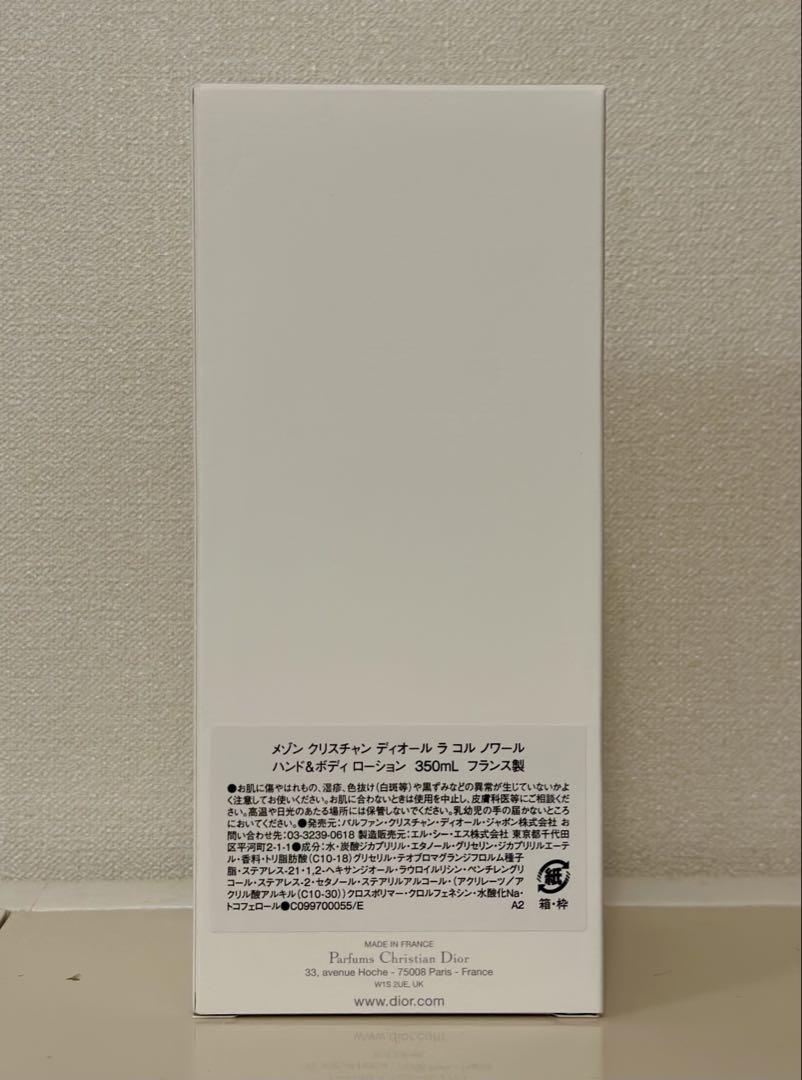 メゾン クリスチャン ディオール ラ コル ノワール
ハンド&ボディ ローション 350mL フランス製
●お肌に傷やはれもの、湿疹、色抜け(白斑等)や黒ずみなどの異常が生じていないかよ
く注意してお使いください。お肌に合わないときは使用を中止し、皮膚科医等にご相談くださ
い。高温や日光のあたる場所には保管しないでください。乳幼児の手の届かないところ
においてください。●発売元:パルファン・クリスチャン・ディオール・ジャポン株式会社 お
問い合わせ先:03-3239-0618 製造販売元:エル・シー・エス株式会社 東京都千代田
区平河町2-1-1●成分:水・炭酸ジカプリリル・エタノール・グリセリン・ジカプリリルエーテ
ル・香料・トリ脂肪酸(C10-18)グリセリル・テオブロマグランジフロルム種子
脂・ステアレス-21・1,2-ヘキサンジオール・ラウロイルリシン・ペンチレングリ
コール・ステアレス-2・セタノール・ステアリルアルコール・(アクリレーツ/ア
クリル酸アルキル(C10-30))クロスポリマー・クロルフェネシン・水酸化Na・
トコフェロール●C099700055/E A2
紙
箱・枠
MADE IN FRANCE
Parfums Christian Dior
33, avenue Hoche - 75008 Paris - France
W1S 2UE, UK
www.dior.com